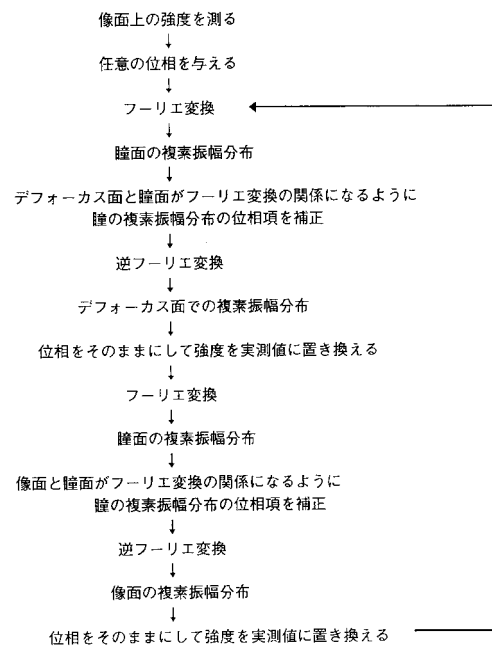 像面上の強度を測る
↓
任意の位相を与える
↓
フーリエ変換
↓
瞳面の複素振幅分布
↓
デフォーカス面と瞳面がフーリエ変換の関係になるように
瞳の複素振幅分布の位相項を補正
↓
逆フーリエ変換
↓
デフォーカス面での複素振幅分布
↓
位相をそのままにして強度を実測値に置き換える
↓
フーリエ変換
↓
瞳面の複素振幅分布
↓
像面と瞳面がフーリエ変換の関係になるように
瞳の複素振幅分布の位相項を補正
↓
逆フーリエ変換
↓
像面の複素振幅分布
↓
位相をそのままにして強度を実測値に置き換える